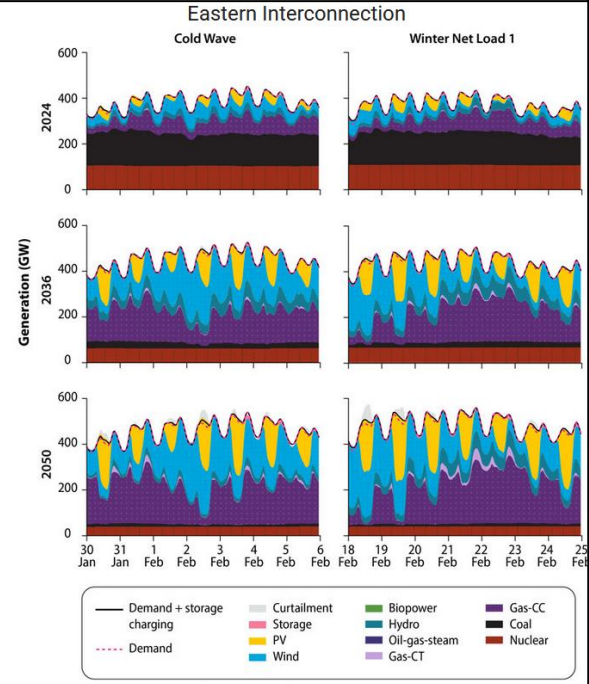 Eastern Interconnection
Cold Wave
Winter Net Load 1
Generation (GW)
2024
600
400
200
0
2036
600
400
200
0
2050
600
400
200
0
30 31 1 2 3 4 5 6
Jan Jan Feb Feb Feb Feb Feb Feb
18 19 20 21 22 23 24 25
Feb Feb Feb Feb Feb Feb Feb Feb
Demand + storage
charging
Demand
Curtailment
Storage
PV
Wind
Biopower
Hydro
Oil-gas-steam
Gas-CT
Gas-CC
Coal
Nuclear